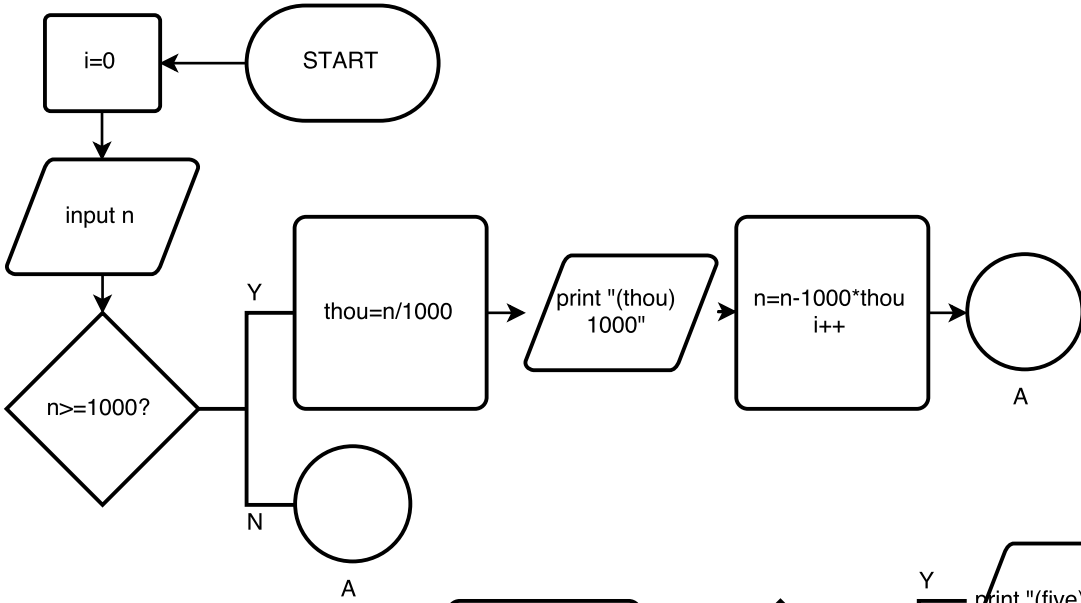 START
i=0
input n
n>=1000?
Y
thou=n/1000
print "(thou)
1000"
n=n-1000*thou
i++
A
N
A
Y
print "(five)